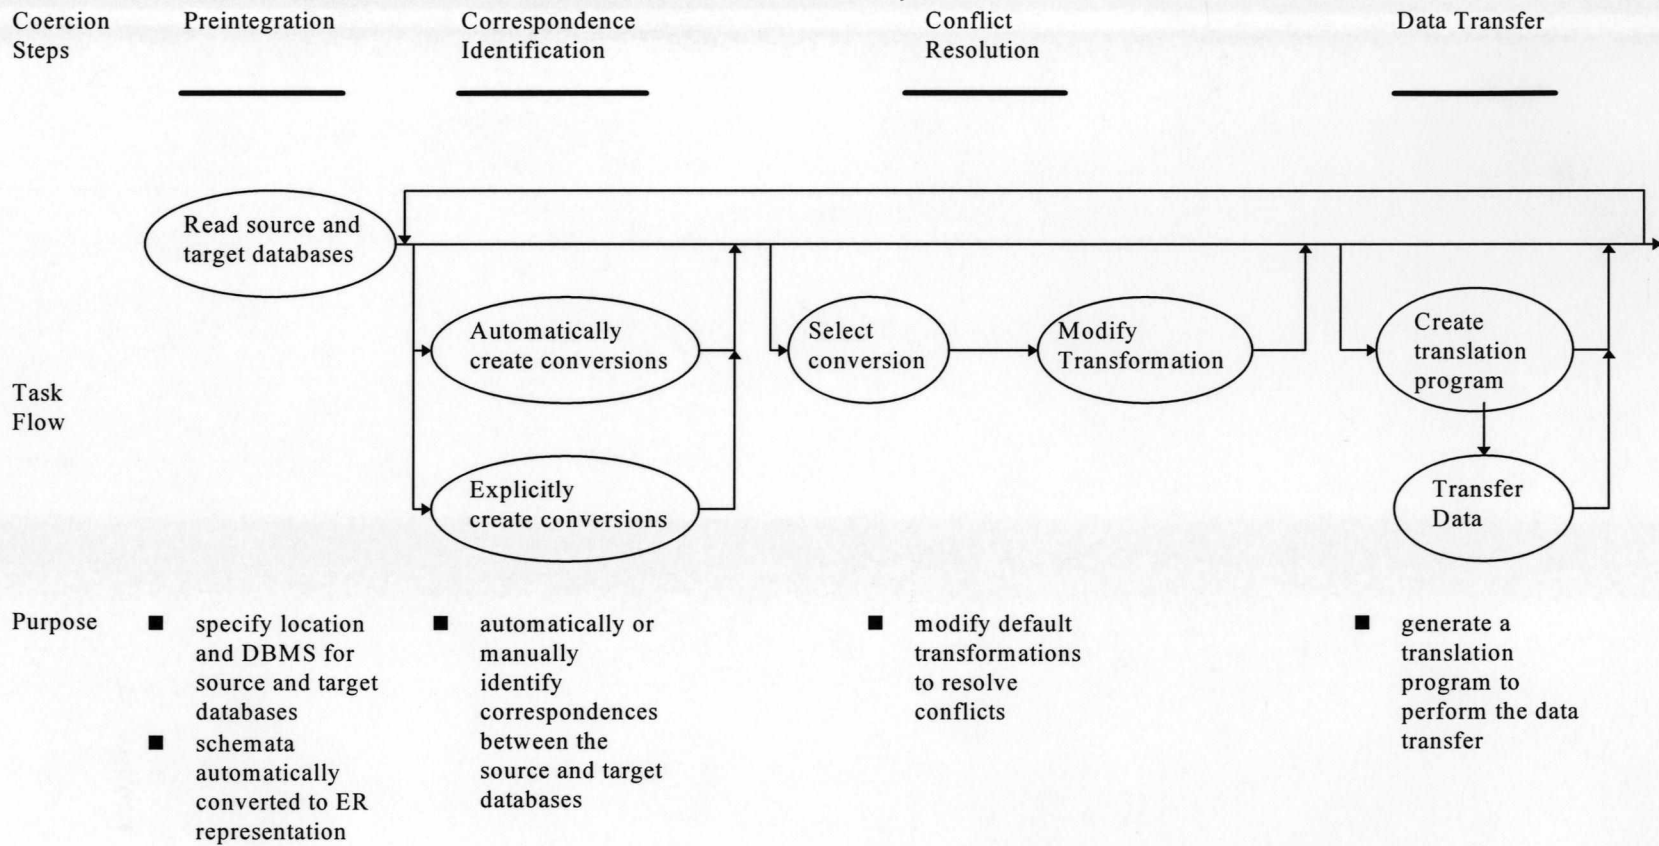 Coercion
Steps
Preintegration
Correspondence
Identification
Conflict
Resolution
Data Transfer
Task
Flow
Read source and
target databases
Automatically
create conversions
Explicitly
create conversions
Select
conversion
Modify
Transformation
Create
translation
program
Transfer
Data
Purpose
■ specify location
and DBMS for
source and target
databases
■ schemata
automatically
converted to ER
representation
■ automatically or
manually
identify
correspondences
between the
source and target
databases
■ modify default
transformations
to resolve
conflicts
■ generate a
translation
program to
perform the data
transfer